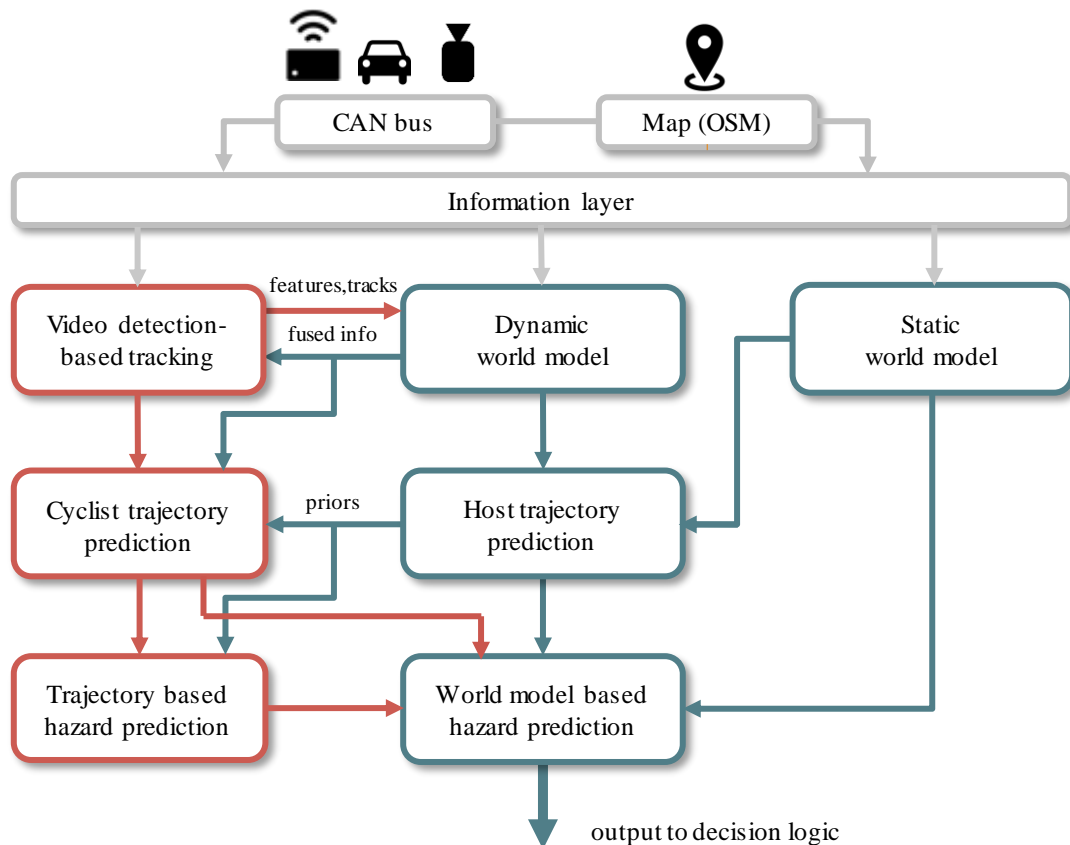 CAN bus
Map (OSM)
Information layer
features,tracks
Video detection-
based tracking
fused info
Dynamic
world model
Static
world model
Cyclist trajectory
prediction
priors
Host trajectory
prediction
Trajectory based
hazard prediction
World model based
hazard prediction
output to decision logic